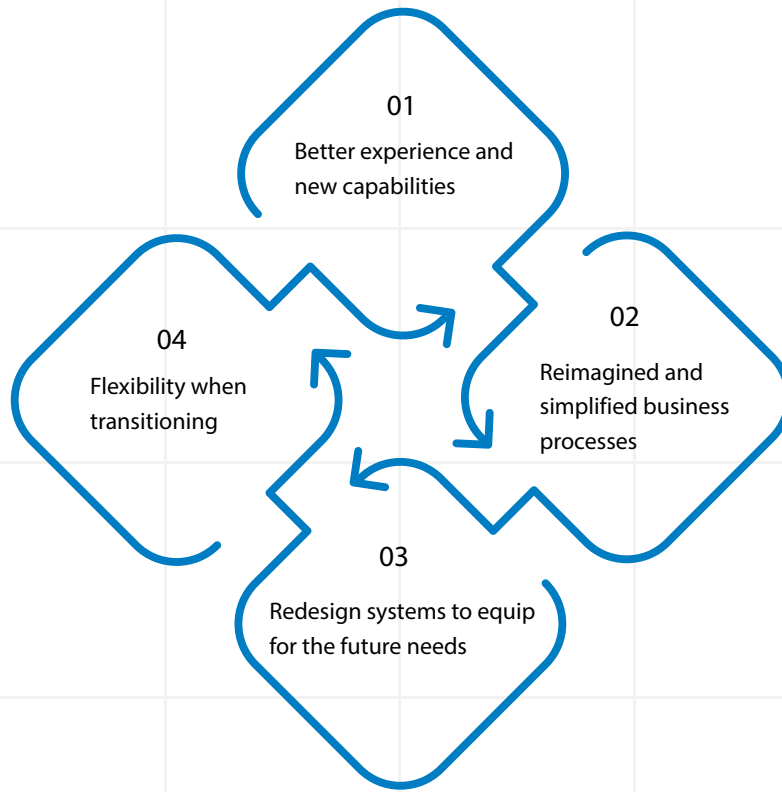 01
Better experience and
new capabilities
02
Reimagined and
simplified business
processes
03
Redesign systems to equip
for the future needs
04
Flexibility when
transitioning